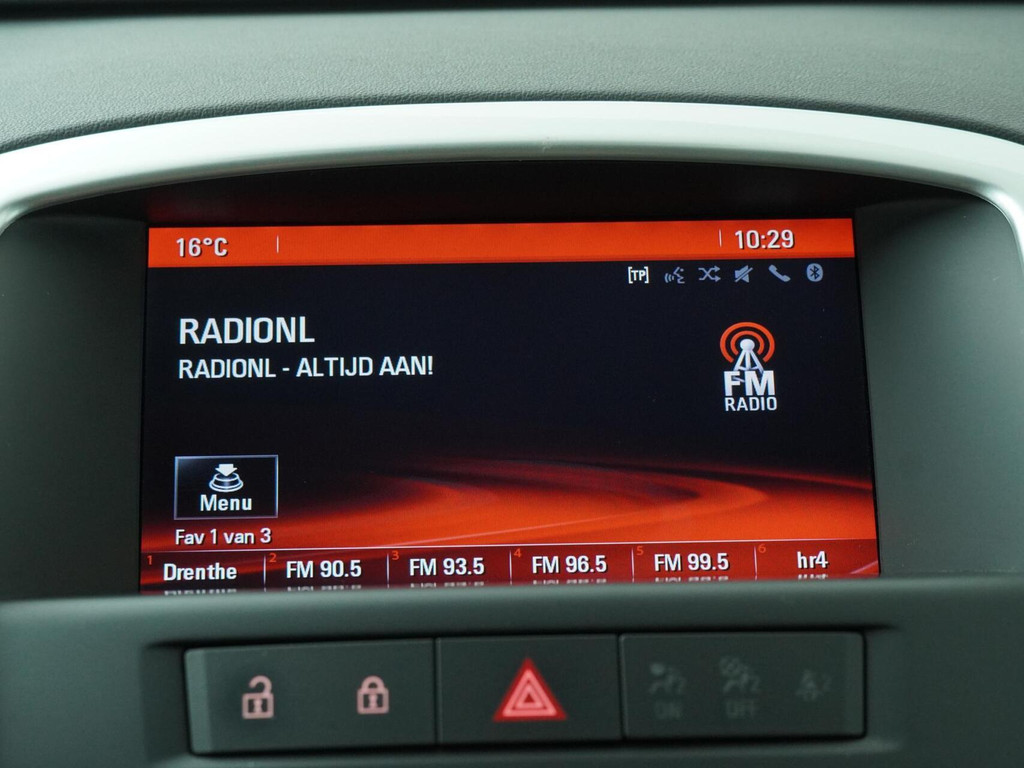 16°C 10:29
[TP]
RADIONL
RADIONL - ALTIJD AAN!
FM
RADIO
Menu
Fav 1 van 3
1 Drenthe 2 FM 90.5 3 FM 93.5 4 FM 96.5 5 FM 99.5 6 hr4
ON OFF